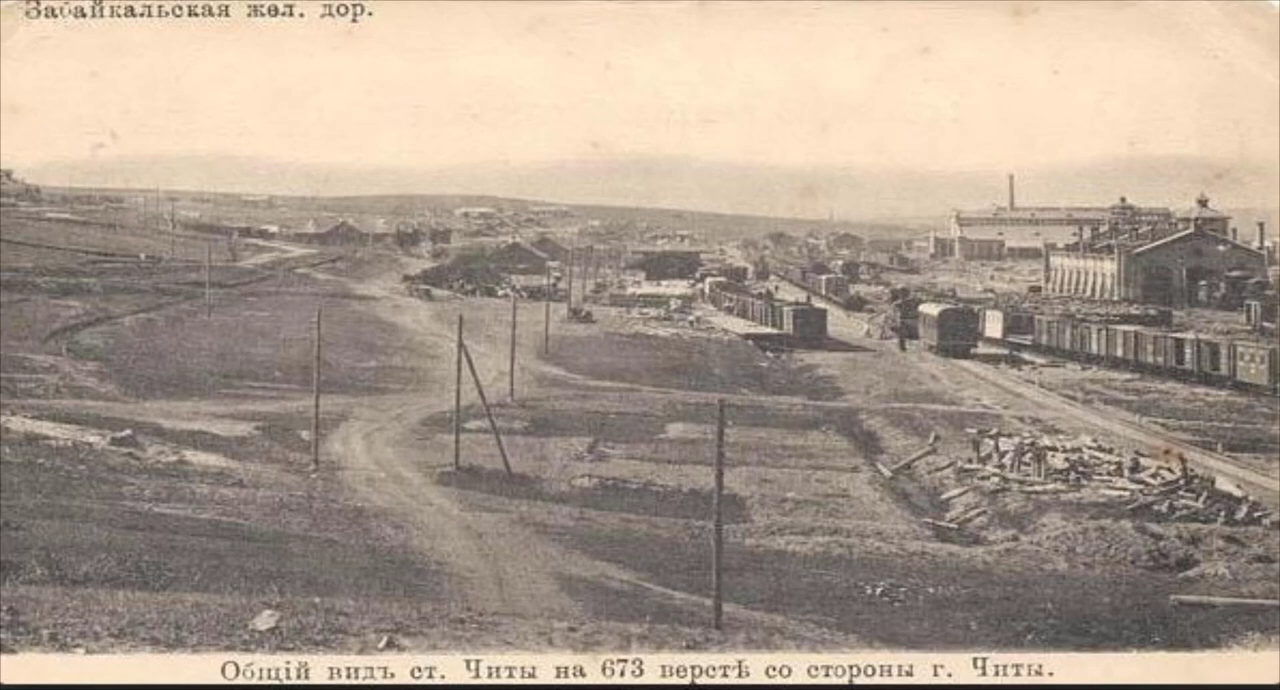 Забайкальская жел. дор.
Общій видъ ст. Читы на 673 верстѣ со стороны г. Читы.